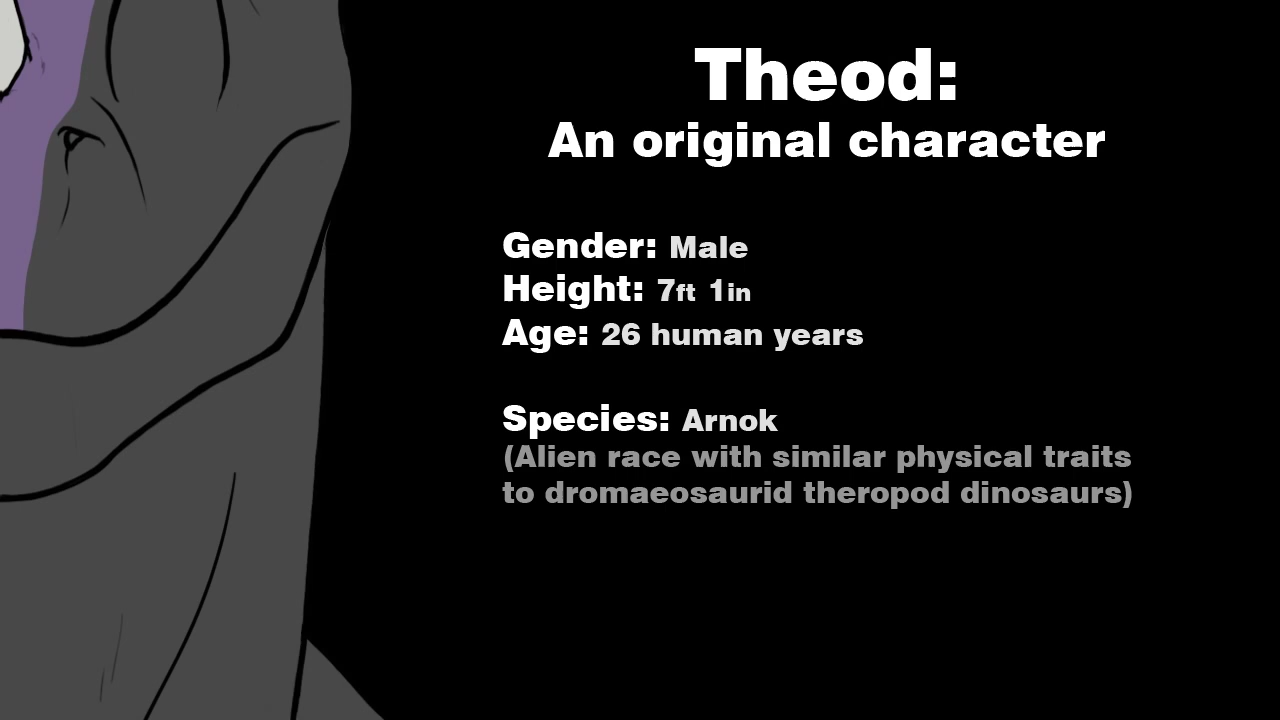 Theod:
An original character
Gender: Male
Height: 7ft 1in
Age: 26 human years
Species: Arnok
(Alien race with similar physical traits
to dromaeosaurid theropod dinosaurs)